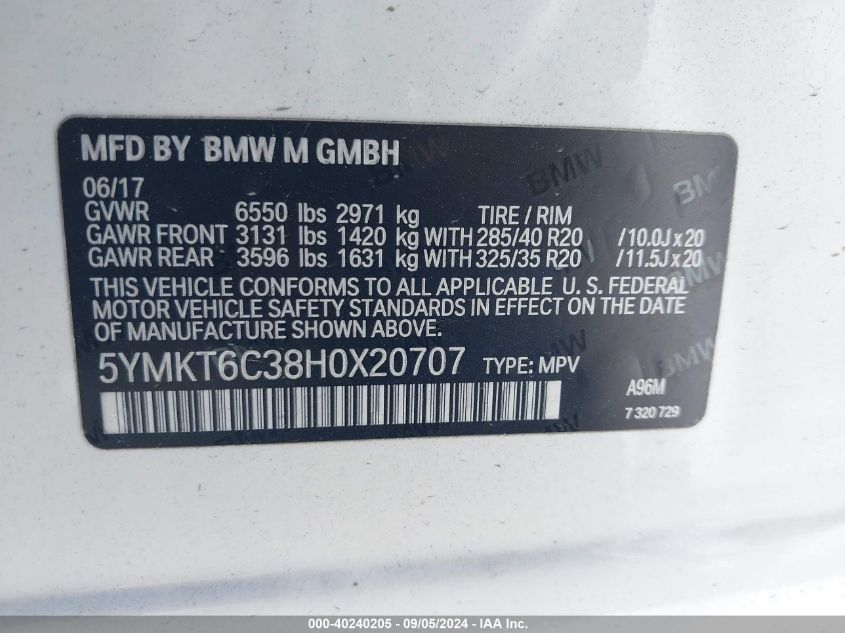 MFD BY BMW M GMBH
06/17
GVWR 6550 lbs 2971 kg TIRE / RIM
GAWR FRONT 3131 lbs 1420 kg WITH 285/40 R20 /10.0J x 20
GAWR REAR 3596 lbs 1631 kg WITH 325/35 R20 /11.5J x 20
THIS VEHICLE CONFORMS TO ALL APPLICABLE U. S. FEDERAL
MOTOR VEHICLE SAFETY STANDARDS IN EFFECT ON THE DATE
OF MANUFACTURE SHOWN ABOVE.
5YMKT6C38H0X20707 TYPE: MPV
A96M
7 320 729
000-40240205 - 09/05/2024 - IAA Inc.